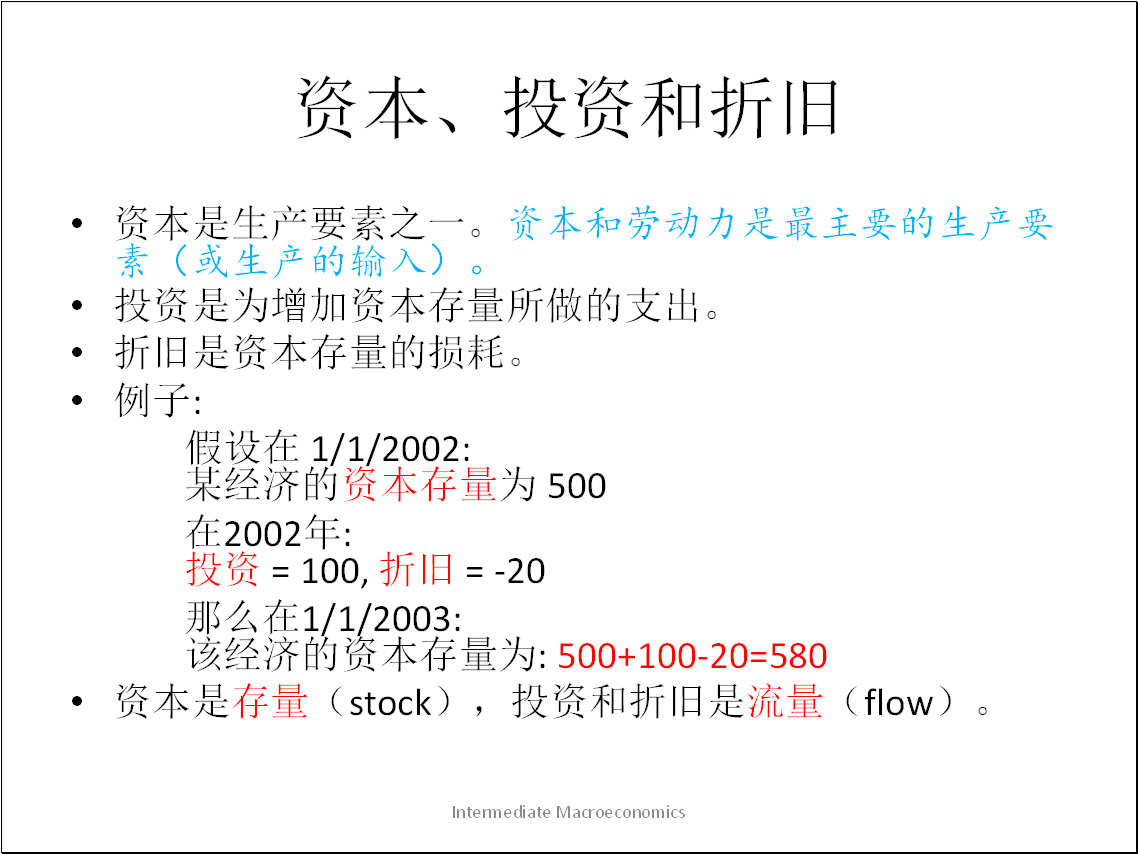 资本、投资和折旧
• 资本是生产要素之一。资本和劳动力是最主要的生产要
素（或生产的输入）。
• 投资是为增加资本存量所做的支出。
• 折旧是资本存量的损耗。
• 例子:
假设在 1/1/2002:
某经济的资本存量为 500
在2002年:
投资 = 100, 折旧 = -20
那么在1/1/2003:
该经济的资本存量为: 500+100-20=580
• 资本是存量（stock），投资和折旧是流量（flow）。
Intermediate Macroeconomics